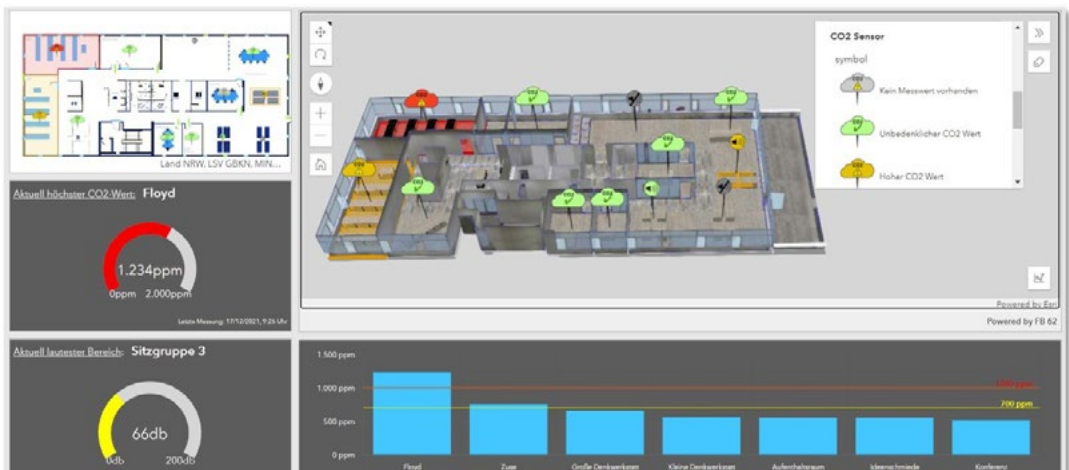 Land NRW, LSV GBKN, MIN...
CO2 Sensor
symbol
Kein Messwert vorhanden
Unbedenklicher CO2 Wert
Hoher CO2 Wert
Powered by Esri
Powered by FB 62
Aktuell höchster CO2-Wert: Floyd
1.234ppm
0ppm 2.000ppm
Letzte Messung: 17/12/2021, 9:26 Uhr
Aktuell lautester Bereich: Sitzgruppe 3
66db
0db 200db
1.500 ppm
1.000 ppm
500 ppm
0 ppm
700 ppm
Floyd Zuse Große Denkwerkstatt Kleine Denkwerkstatt Aufenthaltsraum Ideenschmiede Konferenz